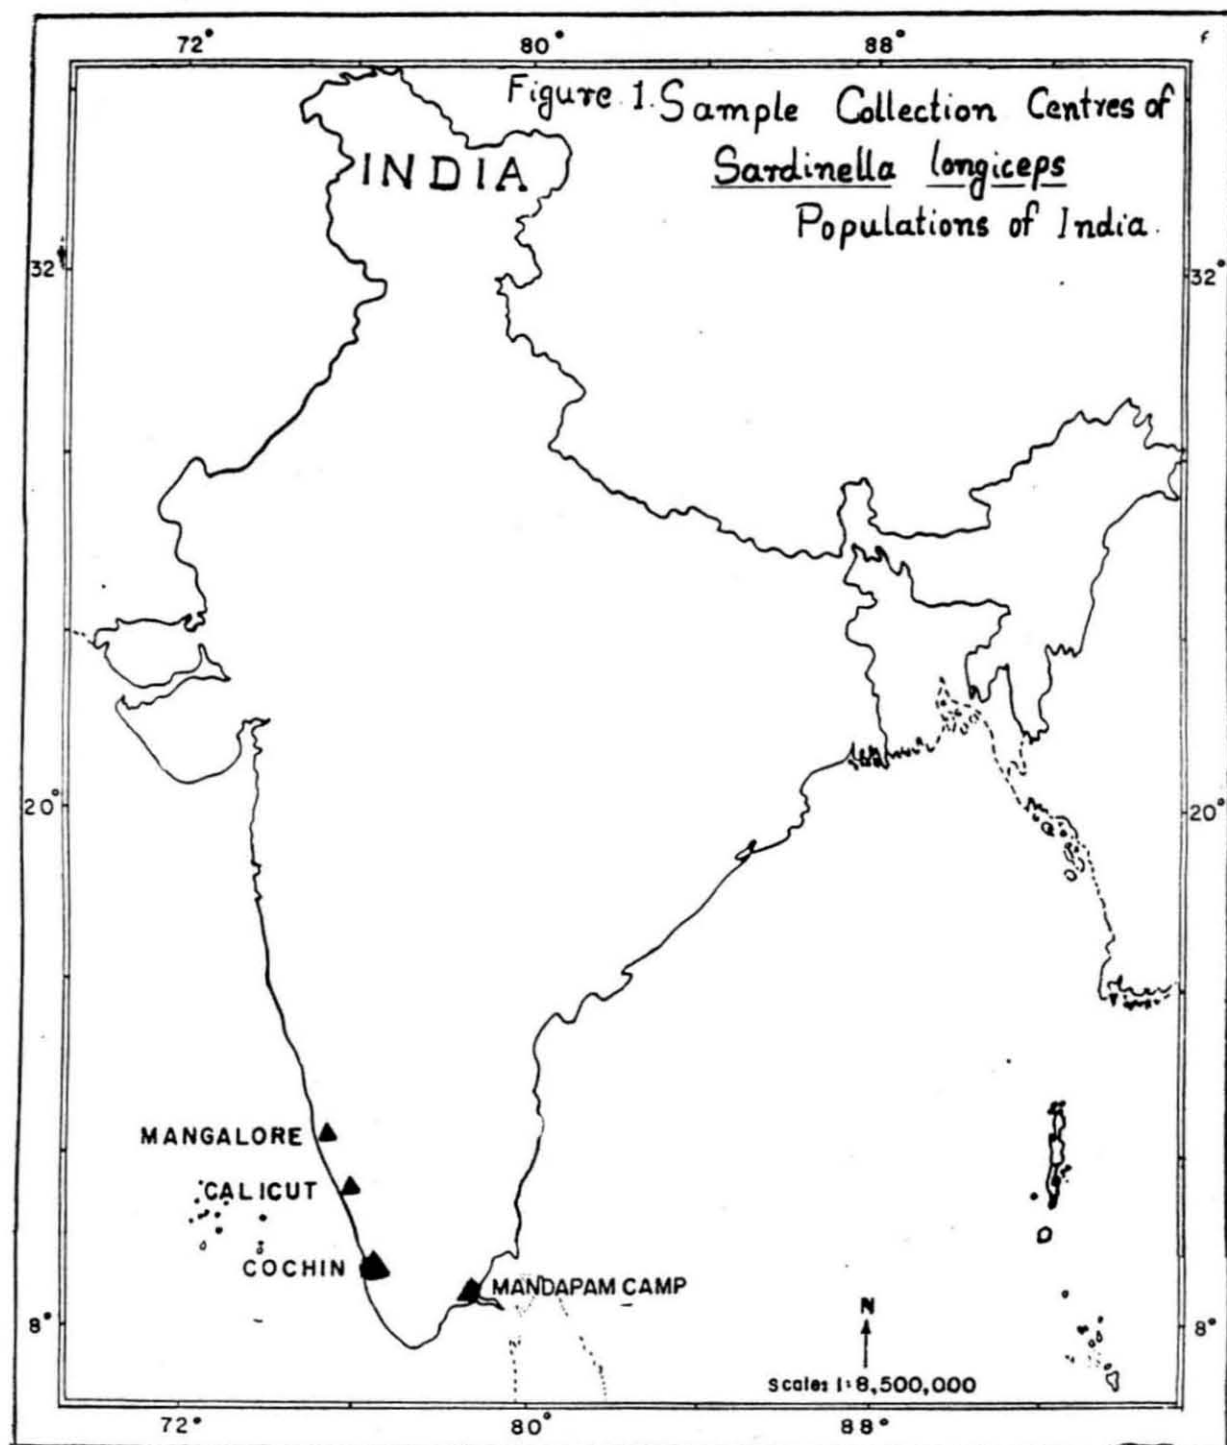 72° 80° 88°
Figure 1. Sample Collection Centres of
Sardinella longiceps
Populations of India.
INDIA
32° 32°
20° 20°
MANGALORE
CALICUT
COCHIN
MANDAPAM CAMP
N
8° 8°
Scale: 1:8,500,000
72° 80° 88°